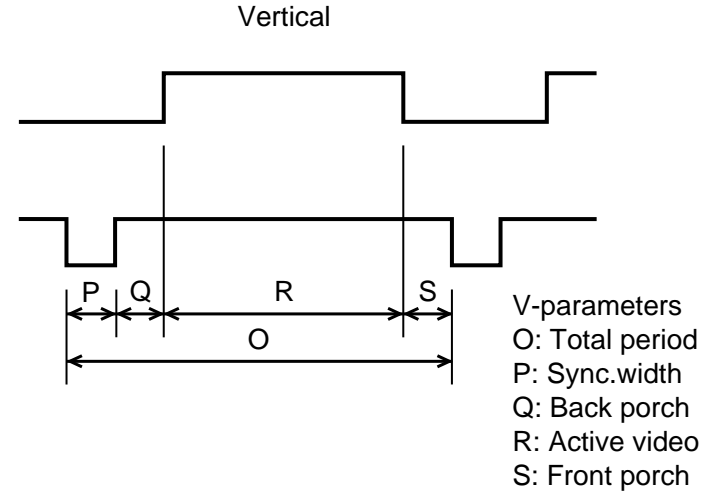 Vertical
P Q R S
O
V-parameters
O: Total period
P: Sync.width
Q: Back porch
R: Active video
S: Front porch